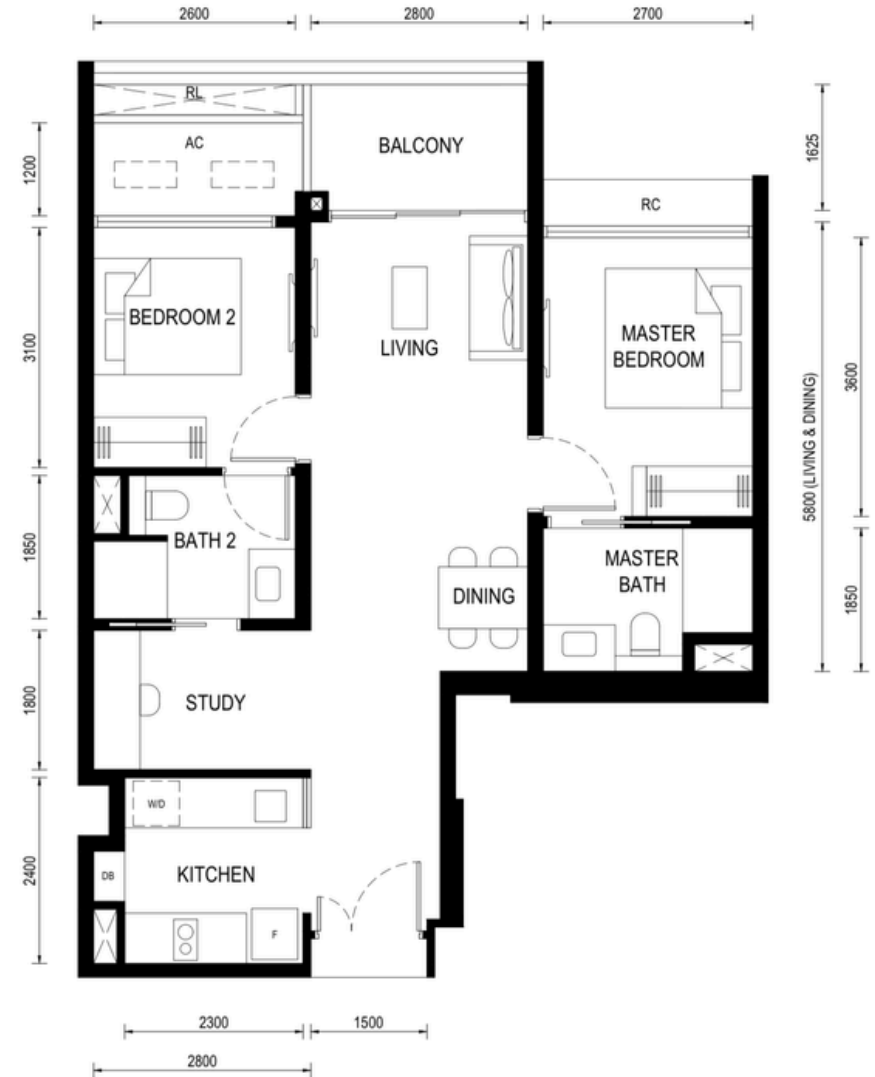 2600
2800
2700
RL
AC
BALCONY
1200
1625
RC
BEDROOM 2
LIVING
MASTER
BEDROOM
3100
3600
5800 (LIVING & DINING)
BATH 2
1850
MASTER
BATH
DINING
1850
STUDY
1800
W/D
KITCHEN
DB
2400
F
2300
1500
2800